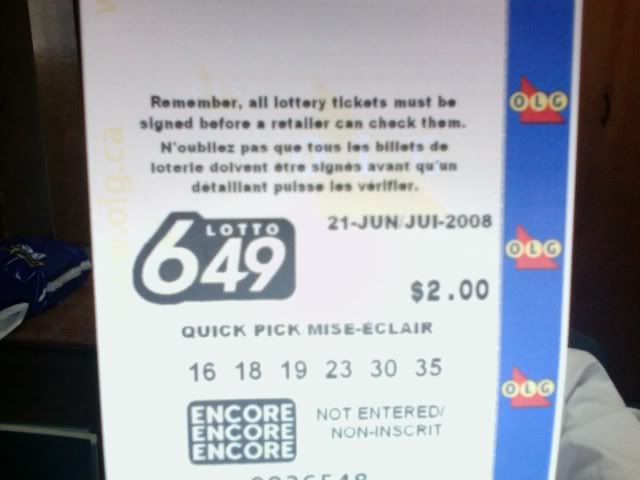 Remember, all lottery tickets must be
signed before a retailer can check them.
N'oubliez pas que tous les billets de
loterie doivent être signés avant qu'un
détaillant puisse les vérifier.
LOTTO
649
21-JUN/JUI-2008
$2.00
QUICK PICK MISE-ÉCLAIR
16 18 19 23 30 35
ENCORE
ENCORE
ENCORE
NOT ENTERED/
NON-INSCRIT
OLG
OLG
OLG
olg.ca